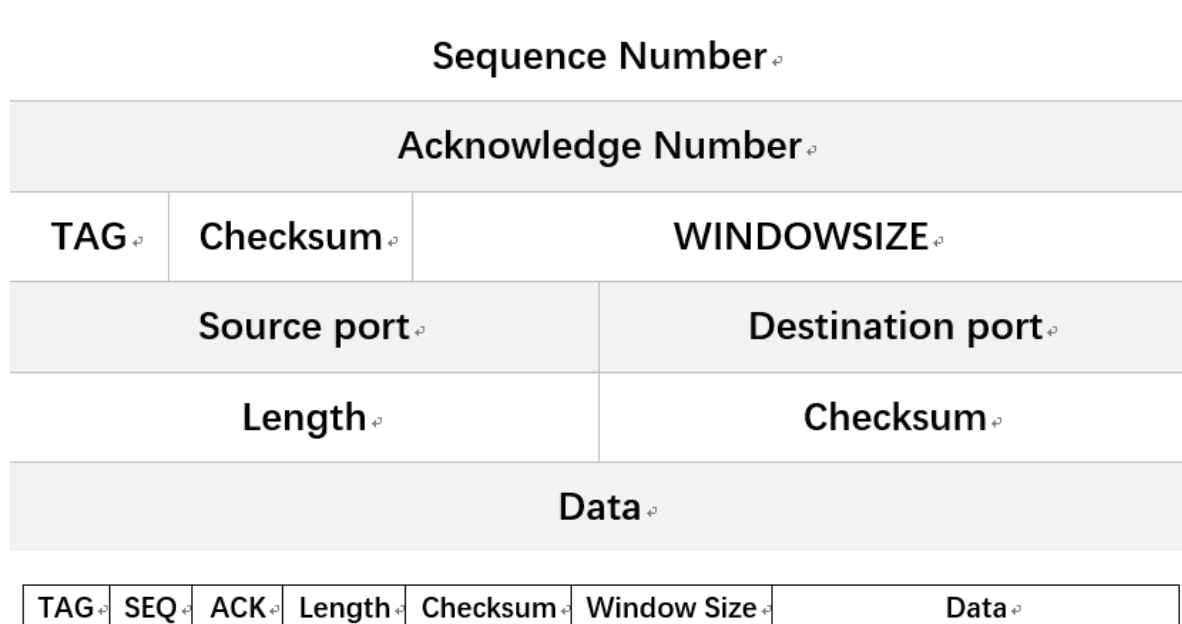 Sequence Number
Acknowledge Number
TAG Checksum WINDOWSIZE
Source port Destination port
Length Checksum
Data
TAG SEQ ACK Length Checksum Window Size Data